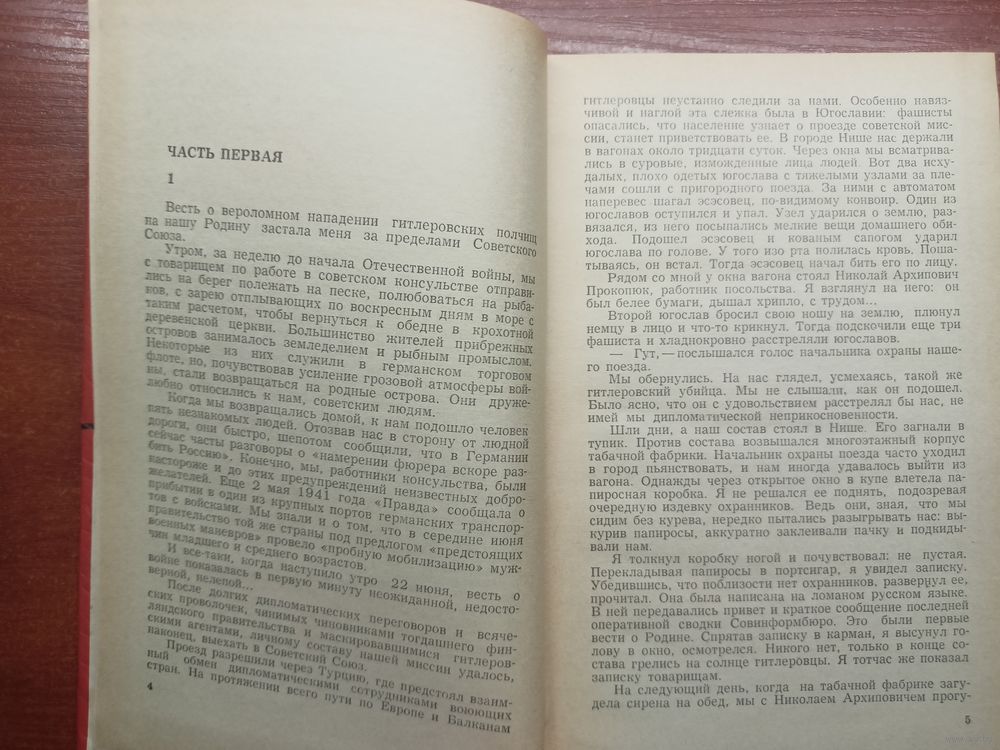 ЧАСТЬ ПЕРВАЯ
1
Весть о вероломном нападении гитлеровских полчищ
на нашу Родину застала меня за пределами Советского
Союза.
Утром, за неделю до начала Отечественной войны, мы
с товарищем по работе в советском консульстве отправи-
лись на берег полежать на песке, полюбоваться на рыба-
ков, с зарею отплывающих по воскресным дням в море с
таким расчетом, чтобы вернуться к обедне в крохотной
деревенской церкви. Большинство жителей прибрежных
островов занималось земледелием и рыбным промыслом.
Некоторые из них служили в германском торговом
флоте, но, почувствовав усиление грозовой атмосферы вой-
ны, стали возвращаться на родные острова. Они друже-
любно относились к нам, советским людям.
Когда мы возвращались домой, к нам подошло человек
пять незнакомых людей. Отозвав нас в сторону от людной
дороги, они быстро, шепотом сообщили, что в Германии
сейчас часты разговоры о «намерении фюрера вскоре раз-
бить Россию». Конечно, мы, работники консульства, были
настороже и до этих предупреждений неизвестных добро-
желателей. Еще 2 мая 1941 года «Правда» сообщала о
прибытии в один из крупных портов германских транспор-
тов с войсками. Мы знали и о том, что в середине июня
правительство той же страны под предлогом «предстоящих
военных маневров» провело «пробную мобилизацию» муж-
чин младшего и среднего возрастов.
И все-таки, когда наступило утро 22 июня, весть о
войне показалась в первую минуту неожиданной, недосто-
верной, нелепой...
После долгих дипломатических переговоров и всяче-
ских проволочек, чинимых чиновниками тогдашнего фин-
ляндского правительства и маскировавшимися гитлеров-
скими агентами, личному составу нашей миссии удалось,
наконец, выехать в Советский Союз.
Проезд разрешили через Турцию, где предстоял взаим-
ный обмен дипломатическими сотрудниками воюющих
стран. На протяжении всего пути по Европе и Балканам
4
гитлеровцы неустанно следили за нами. Особенно навяз-
чивой и наглой эта слежка была в Югославии: фашисты
опасались, что население узнает о проезде советской мис-
сии, станет приветствовать ее. В городе Нише нас держали
в вагонах около тридцати суток. Через окна мы всматрива-
лись в суровые, изможденные лица людей. Вот два исху-
далых, плохо одетых югослава с тяжелыми узлами за пле-
чами сошли с пригородного поезда. За ними с автоматом
наперевес шагал эсэсовец, по-видимому, конвоир. Один из
югославов оступился и упал. Узел ударился о землю, раз-
вязался, из него посыпались мелкие вещи домашнего оби-
хода. Подошел эсэсовец и кованым сапогом ударил
югослава по голове. У того изо рта полилась кровь. Поша-
тываясь, он встал. Тогда эсэсовец начал бить его по лицу.
Рядом со мной у окна вагона стоял Николай Архипович
Прокопюк, работник посольства. Я взглянул на него: он
был белее бумаги, дышал хрипло, с трудом...
Второй югослав бросил свою ношу на землю, плюнул
немцу в лицо и что-то крикнул. Тогда подскочили еще три
фашиста и хладнокровно расстреляли югославов.
— Гут, — послышался голос начальника охраны наше-
го поезда.
Мы обернулись. На нас глядел, усмехаясь, такой же
гитлеровский убийца. Мы не слышали, как он подошел.
Было ясно, что он с удовольствием расстрелял бы нас, не
имей мы дипломатической неприкосновенности.
Шли дни, а наш состав стоял в Нише. Его загнали в
тупик. Против состава возвышался многоэтажный корпус
табачной фабрики. Начальник охраны поезда часто уходил
в город пьянствовать, и нам иногда удавалось выйти из
вагона. Однажды через открытое окно в купе влетела па-
пиросная коробка. Я не решался ее поднять, подозревая
очередную издевку охранников. Ведь они, зная, что мы
сидим без курева, нередко пытались разыгрывать нас: вы-
курив папиросы, аккуратно заклеивали пачку и подкиды-
вали нам.
Я толкнул коробку ногой и почувствовал: не пустая.
Перекладывая папиросы в портсигар, я увидел записку.
Убедившись, что поблизости нет охранников, развернул ее,
прочитал. Она была написана на ломаном русском языке.
В ней передавались привет и краткое сообщение последней
оперативной сводки Совинформбюро. Это были первые
вести о Родине. Спрятав записку в карман, я высунул го-
лову в окно, осмотрелся. Никого нет, только в конце со-
става грелись на солнце гитлеровцы. Я тотчас же показал
записку товарищам.
На следующий день, когда на табачной фабрике загу-
дела сирена на обед, мы с Николаем Архиповичем прогу-
5